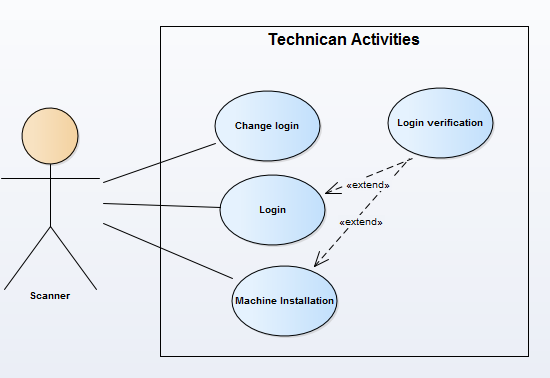 Technican Activities
Change login
Login verification
«extend»
Login
«extend»
Scanner
Machine Installation